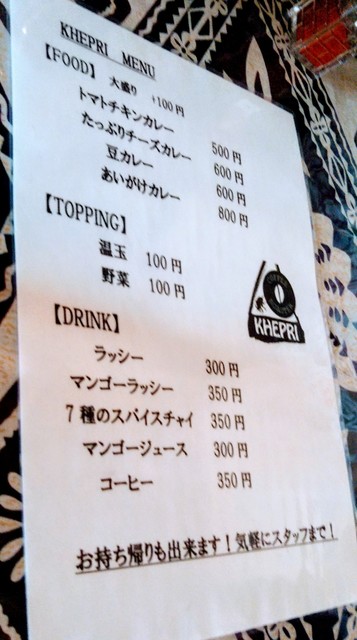 KHEPRI MENU
【FOOD】 大盛り +100円
トマトチキンカレー 500円
たっぷりチーズカレー 600円
豆カレー 600円
あいがけカレー 800円
【TOPPING】
温玉 100円
野菜 100円
KHEPRI
【DRINK】
ラッシー 300円
マンゴーラッシー 350円
7種のスパイスチャイ 350円
マンゴージュース 300円
コーヒー 350円
お持ち帰りも出来ます！気軽にスタッフまで！